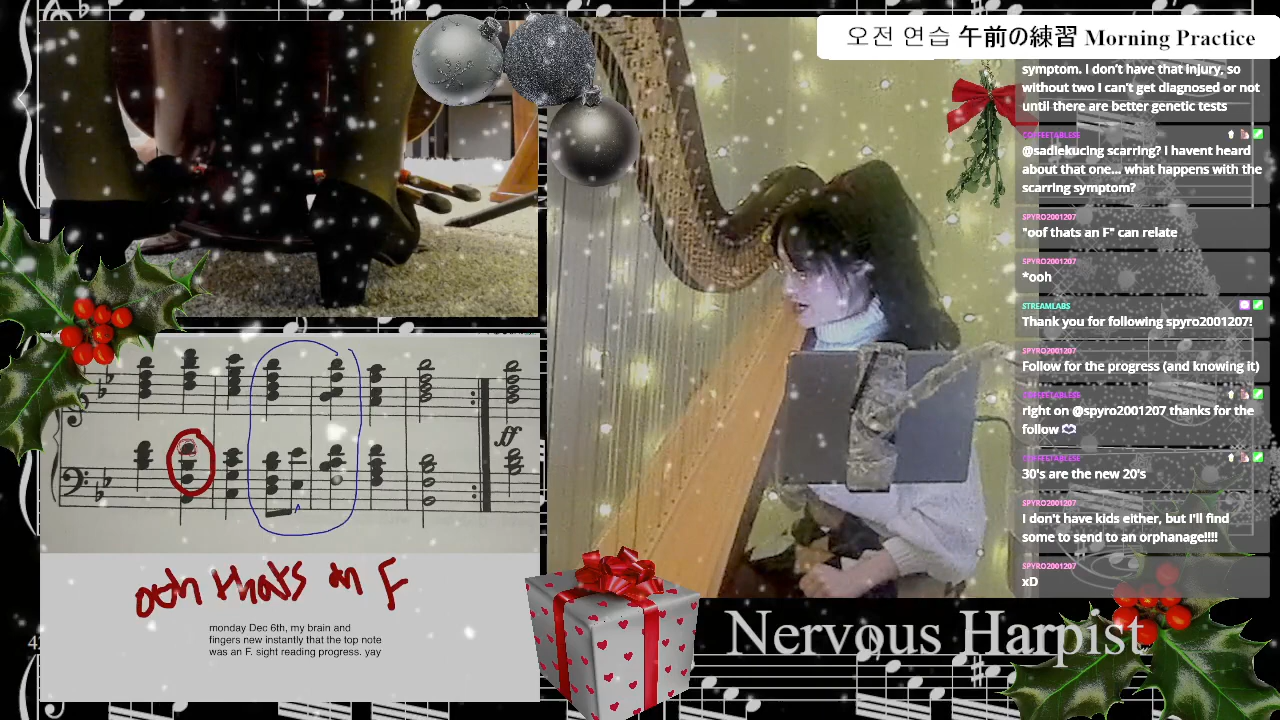 오전 연습 午前の練習 Morning Practice
symptom. I don't have that injury, so
without two I can't get diagnosed or not
until there are better genetic tests
COFFEETABLESE
@sadiekucing scarring? I havent heard
about that one... what happens with the
scarring symptom?
SPYRO2001207
"oof thats an F" can relate
SPYRO2001207
*ooh
STREAMLABS
Thank you for following spyro2001207!
SPYRO2001207
Follow for the progress (and knowing it)
COFFEETABLESE
right on @spyro2001207 thanks for the
follow
COFFEETABLESE
30's are the new 20's
SPYRO2001207
I don't have kids either, but I'll find
some to send to an orphanage!!!!
SPYRO2001207
xD
ff
ooh thats an F
monday Dec 6th, my brain and
fingers new instantly that the top note
was an F. sight reading progress. yay
Nervous Harpist